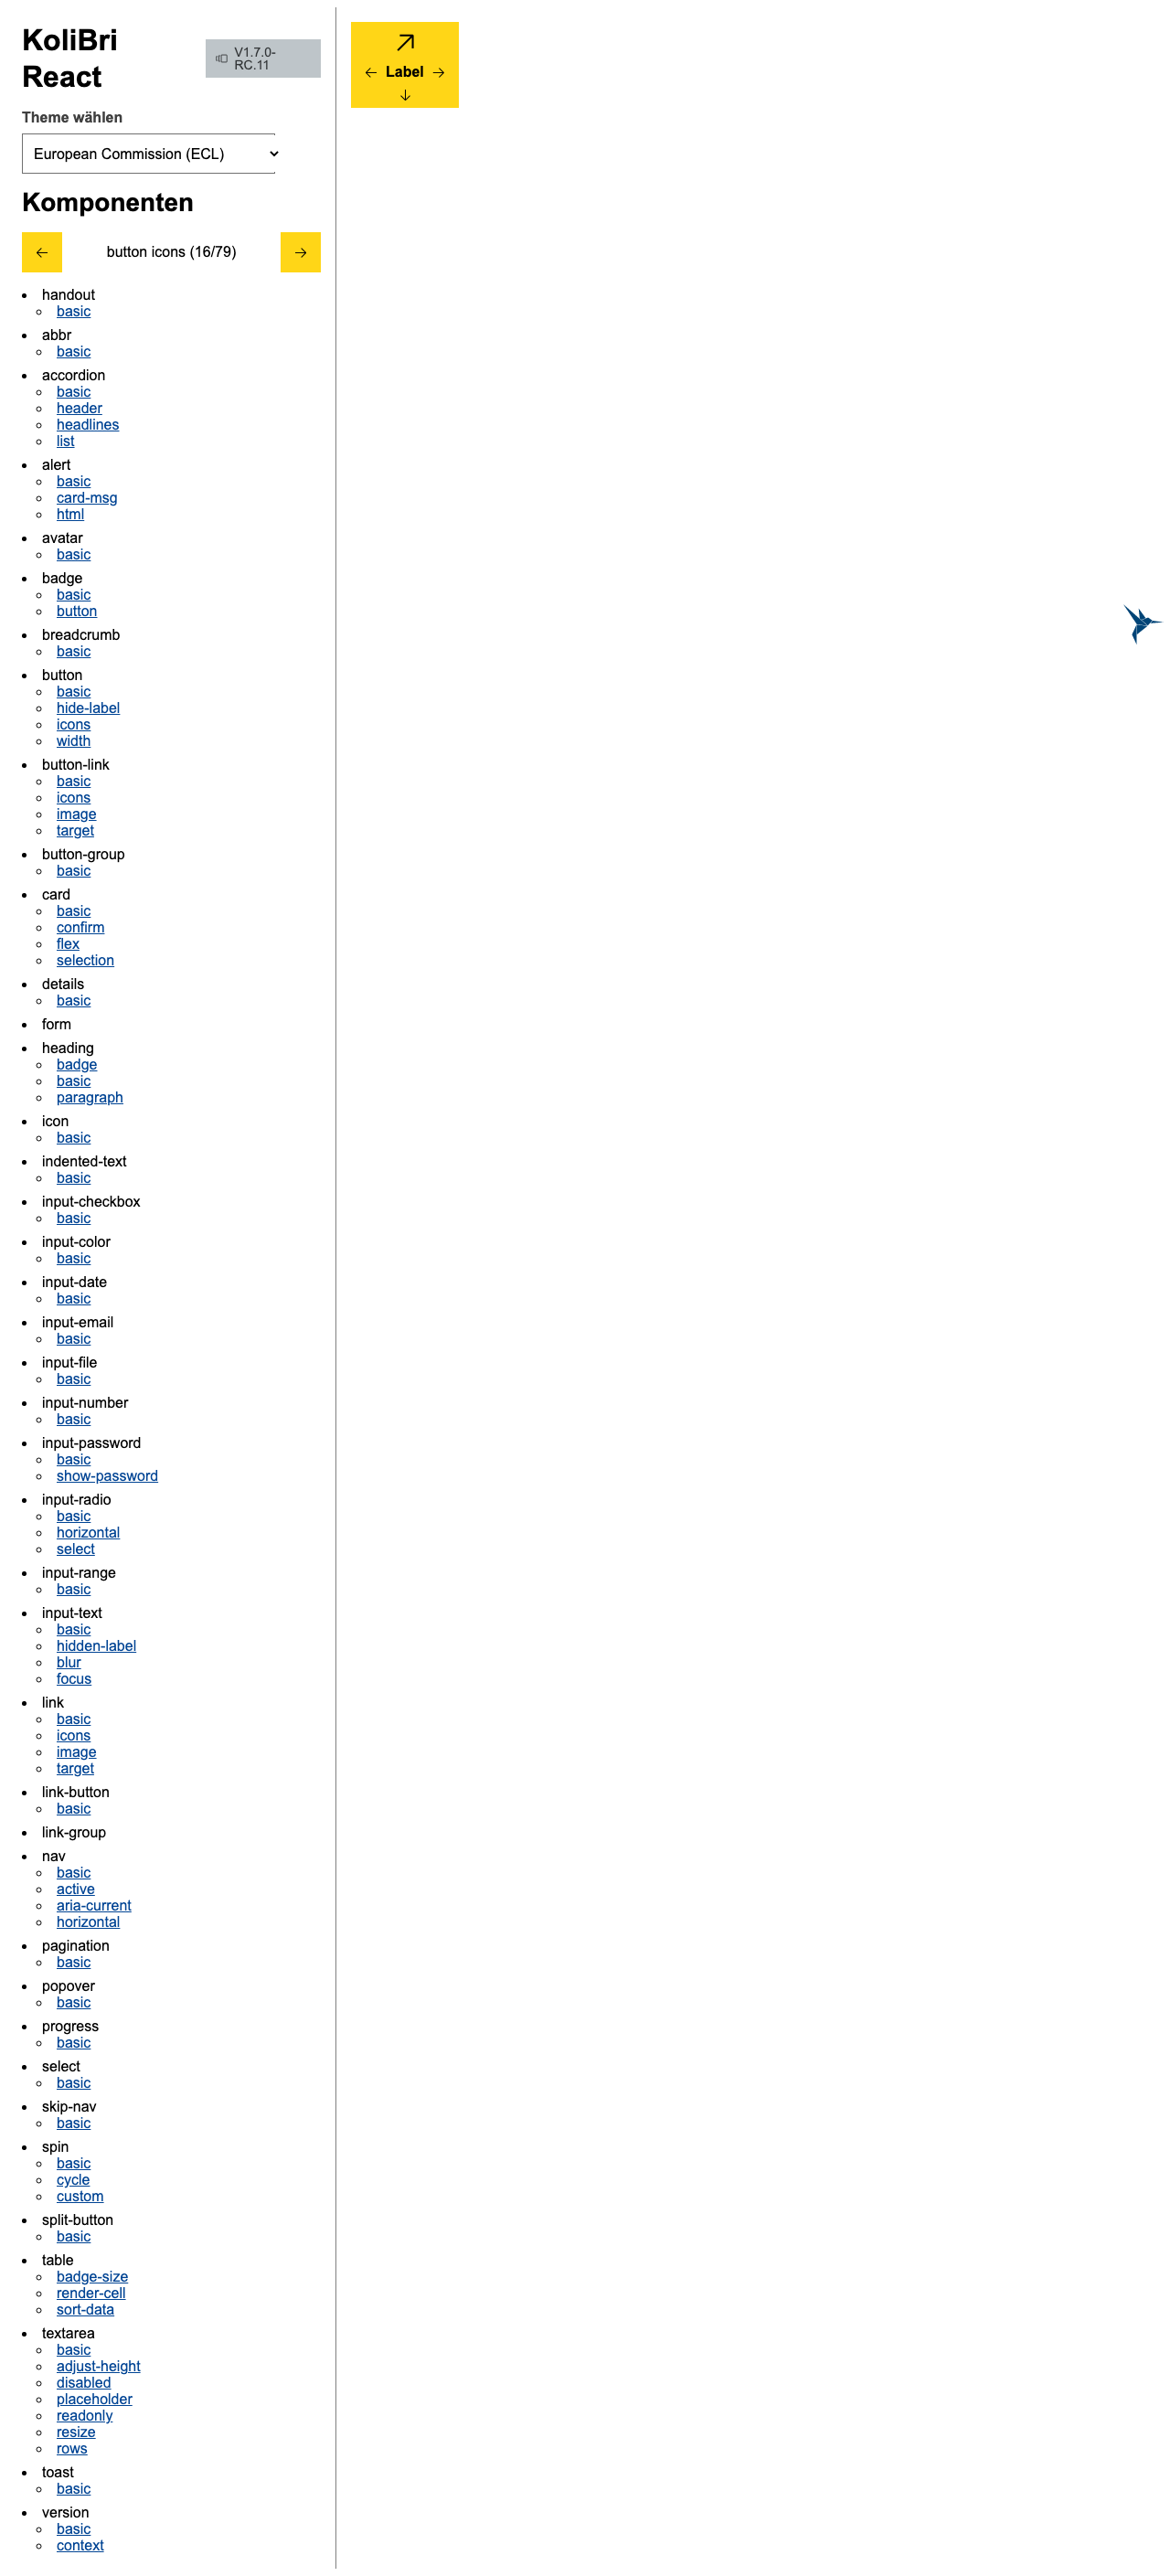 KoliBri
React
V1.7.0-
RC.11
Theme wählen
European Commission (ECL)
Komponenten
button icons (16/79)
handout
basic
abbr
basic
accordion
basic
header
headlines
list
alert
basic
card-msg
html
avatar
basic
badge
basic
button
breadcrumb
basic
button
basic
hide-label
icons
width
button-link
basic
icons
image
target
button-group
basic
card
basic
confirm
flex
selection
details
basic
form
heading
badge
basic
paragraph
icon
basic
indented-text
basic
input-checkbox
basic
input-color
basic
input-date
basic
input-email
basic
input-file
basic
input-number
basic
input-password
basic
show-password
input-radio
basic
horizontal
select
input-range
basic
input-text
basic
hidden-label
blur
focus
link
basic
icons
image
target
link-button
basic
link-group
nav
basic
active
aria-current
horizontal
pagination
basic
popover
basic
progress
basic
select
basic
skip-nav
basic
spin
basic
cycle
custom
split-button
basic
table
badge-size
render-cell
sort-data
textarea
basic
adjust-height
disabled
placeholder
readonly
resize
rows
toast
basic
version
basic
context
Label